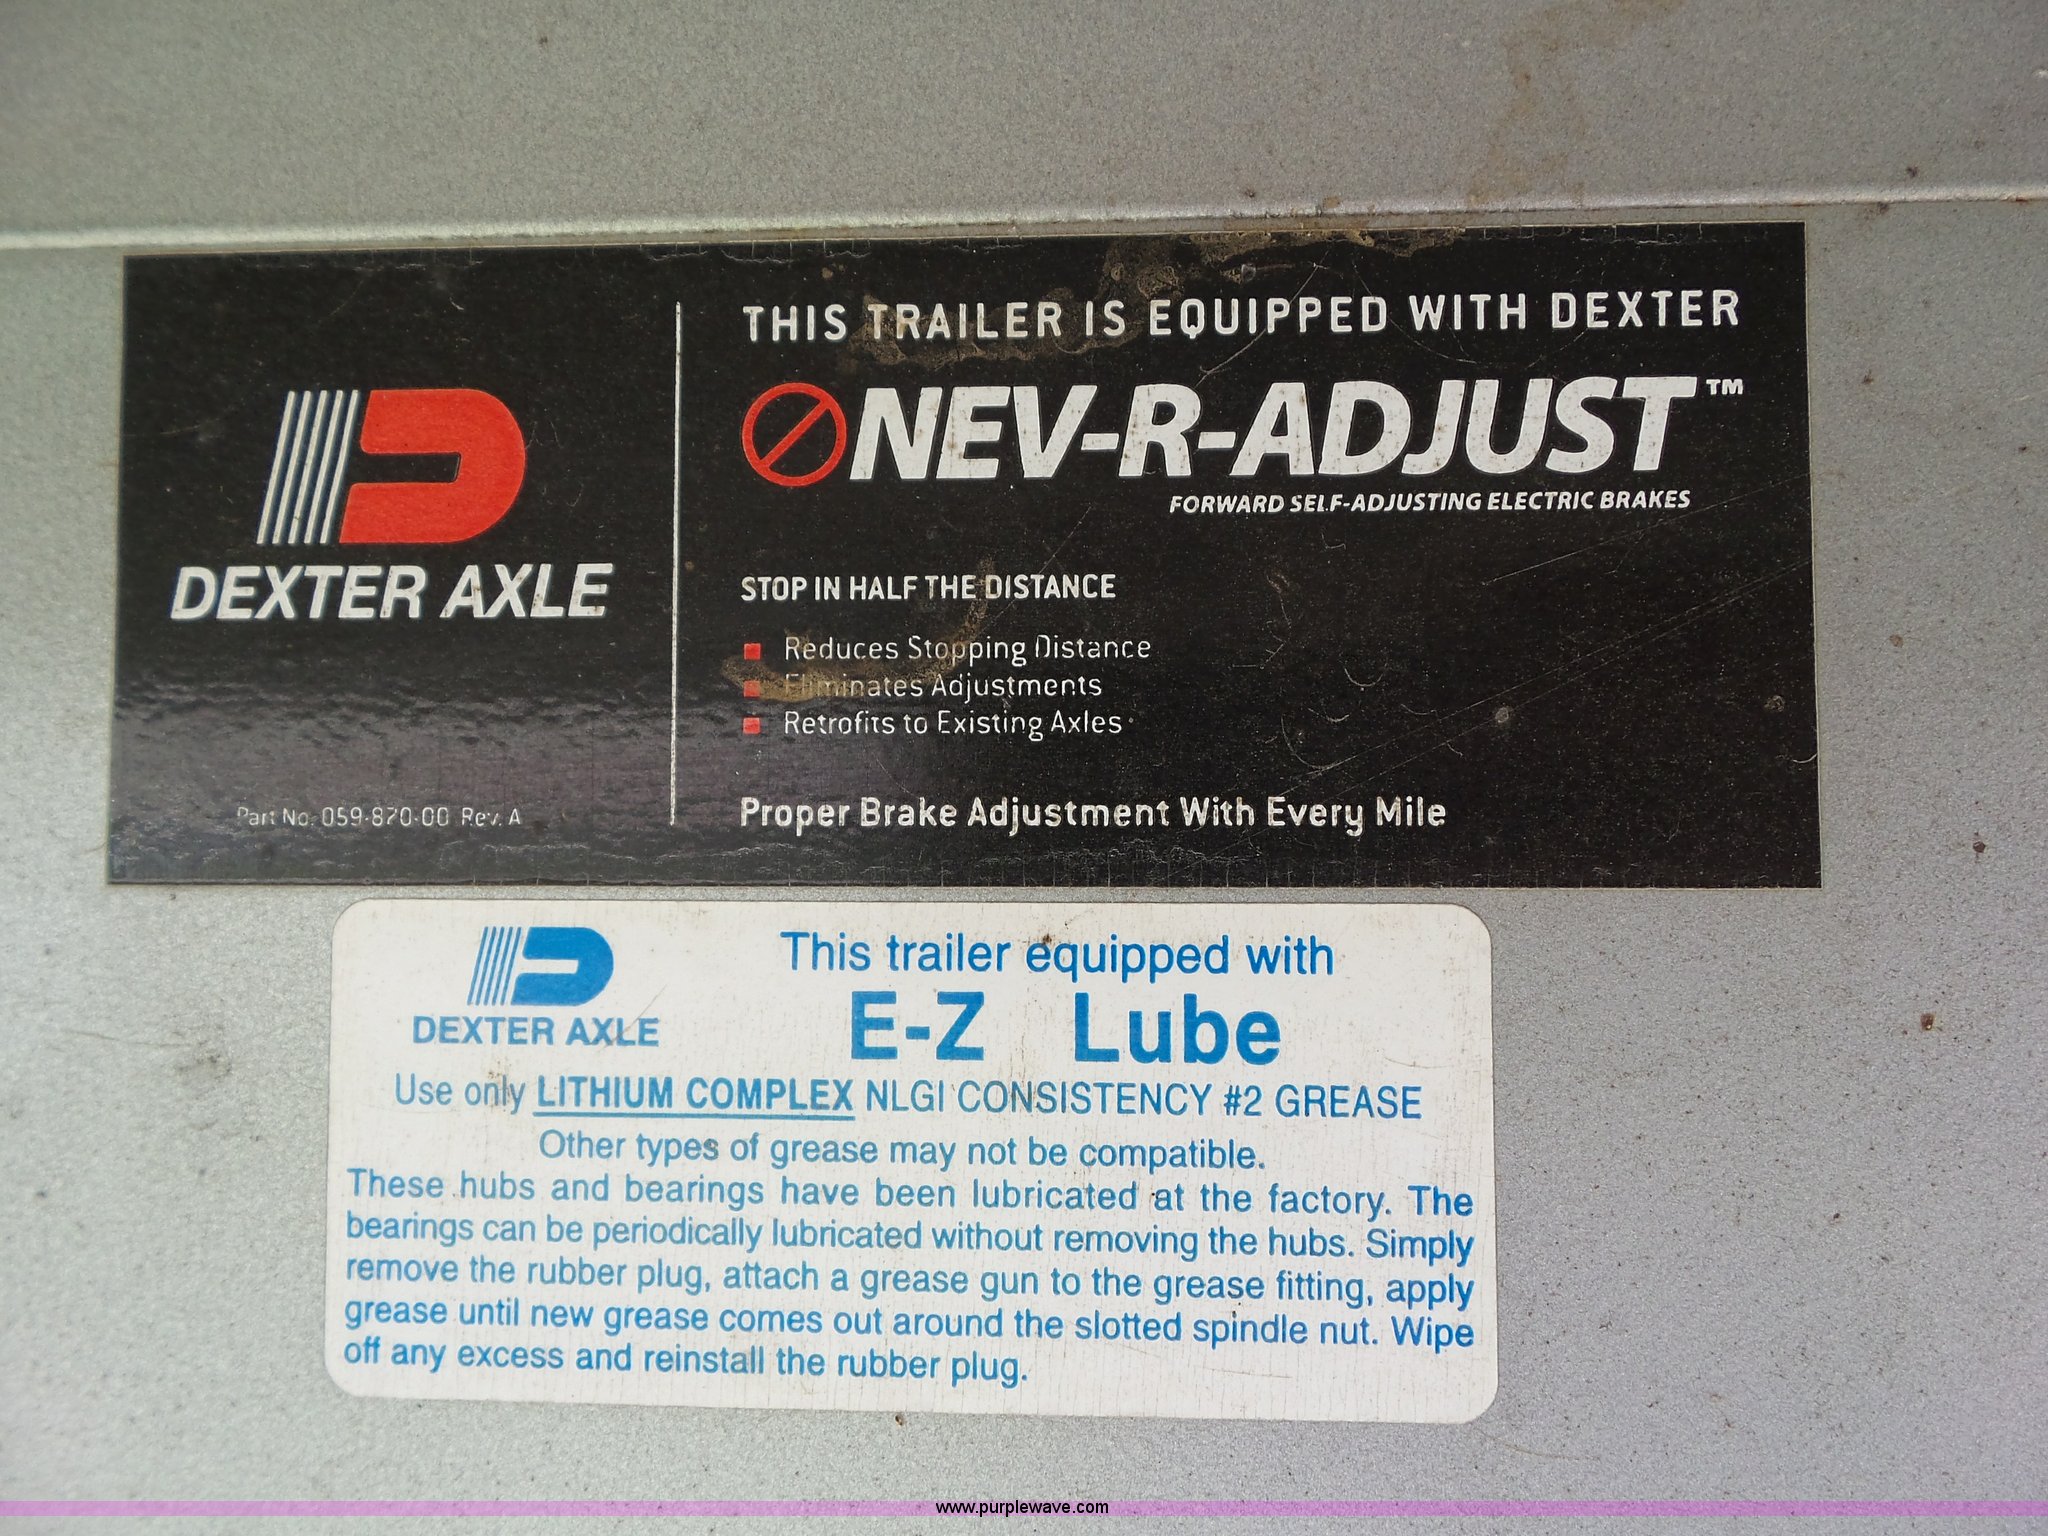 THIS TRAILER IS EQUIPPED WITH DEXTER
NEV-R-ADJUST™
FORWARD SELF-ADJUSTING ELECTRIC BRAKES
DEXTER AXLE
STOP IN HALF THE DISTANCE
Reduces Stopping Distance
Eliminates Adjustments
Retrofits to Existing Axles
Part No. 059-870-00 Rev. A
Proper Brake Adjustment With Every Mile
DEXTER AXLE
This trailer equipped with
E-Z Lube
Use only LITHIUM COMPLEX NLGI CONSISTENCY #2 GREASE
Other types of grease may not be compatible.
These hubs and bearings have been lubricated at the factory. The
bearings can be periodically lubricated without removing the hubs. Simply
remove the rubber plug, attach a grease gun to the grease fitting, apply
grease until new grease comes out around the slotted spindle nut. Wipe
off any excess and reinstall the rubber plug.
www.purplewave.com